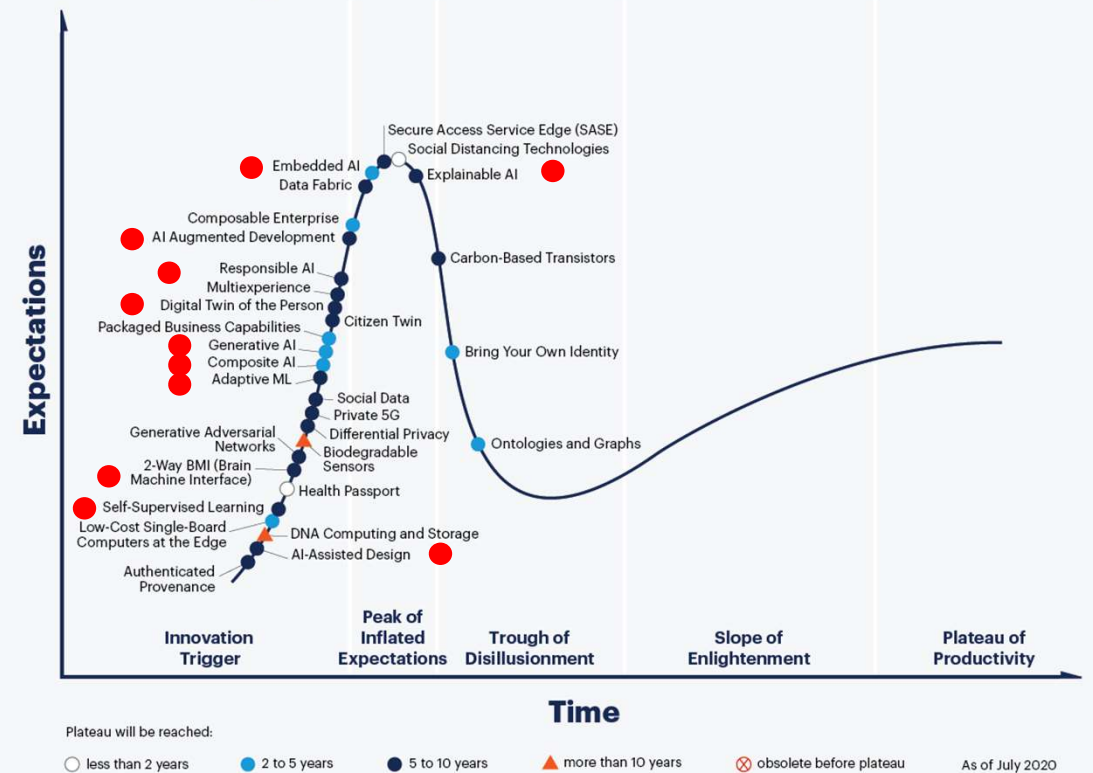 Expectations
Secure Access Service Edge (SASE)
Social Distancing Technologies
Embedded AI
Explainable AI
Data Fabric
Composable Enterprise
AI Augmented Development
Carbon-Based Transistors
Responsible AI
Multiexperience
Digital Twin of the Person
Citizen Twin
Packaged Business Capabilities
Generative AI
Bring Your Own Identity
Composite AI
Adaptive ML
Social Data
Private 5G
Differential Privacy
Generative Adversarial
Networks
Biodegradable
Sensors
Ontologies and Graphs
2-Way BMI (Brain
Machine Interface)
Health Passport
Self-Supervised Learning
Low-Cost Single-Board
Computers at the Edge
DNA Computing and Storage
AI-Assisted Design
Authenticated
Provenance
Innovation
Trigger
Peak of
Inflated
Expectations
Trough of
Disillusionment
Slope of
Enlightenment
Plateau of
Productivity
Time
Plateau will be reached:
less than 2 years
2 to 5 years
5 to 10 years
more than 10 years
obsolete before plateau
As of July 2020